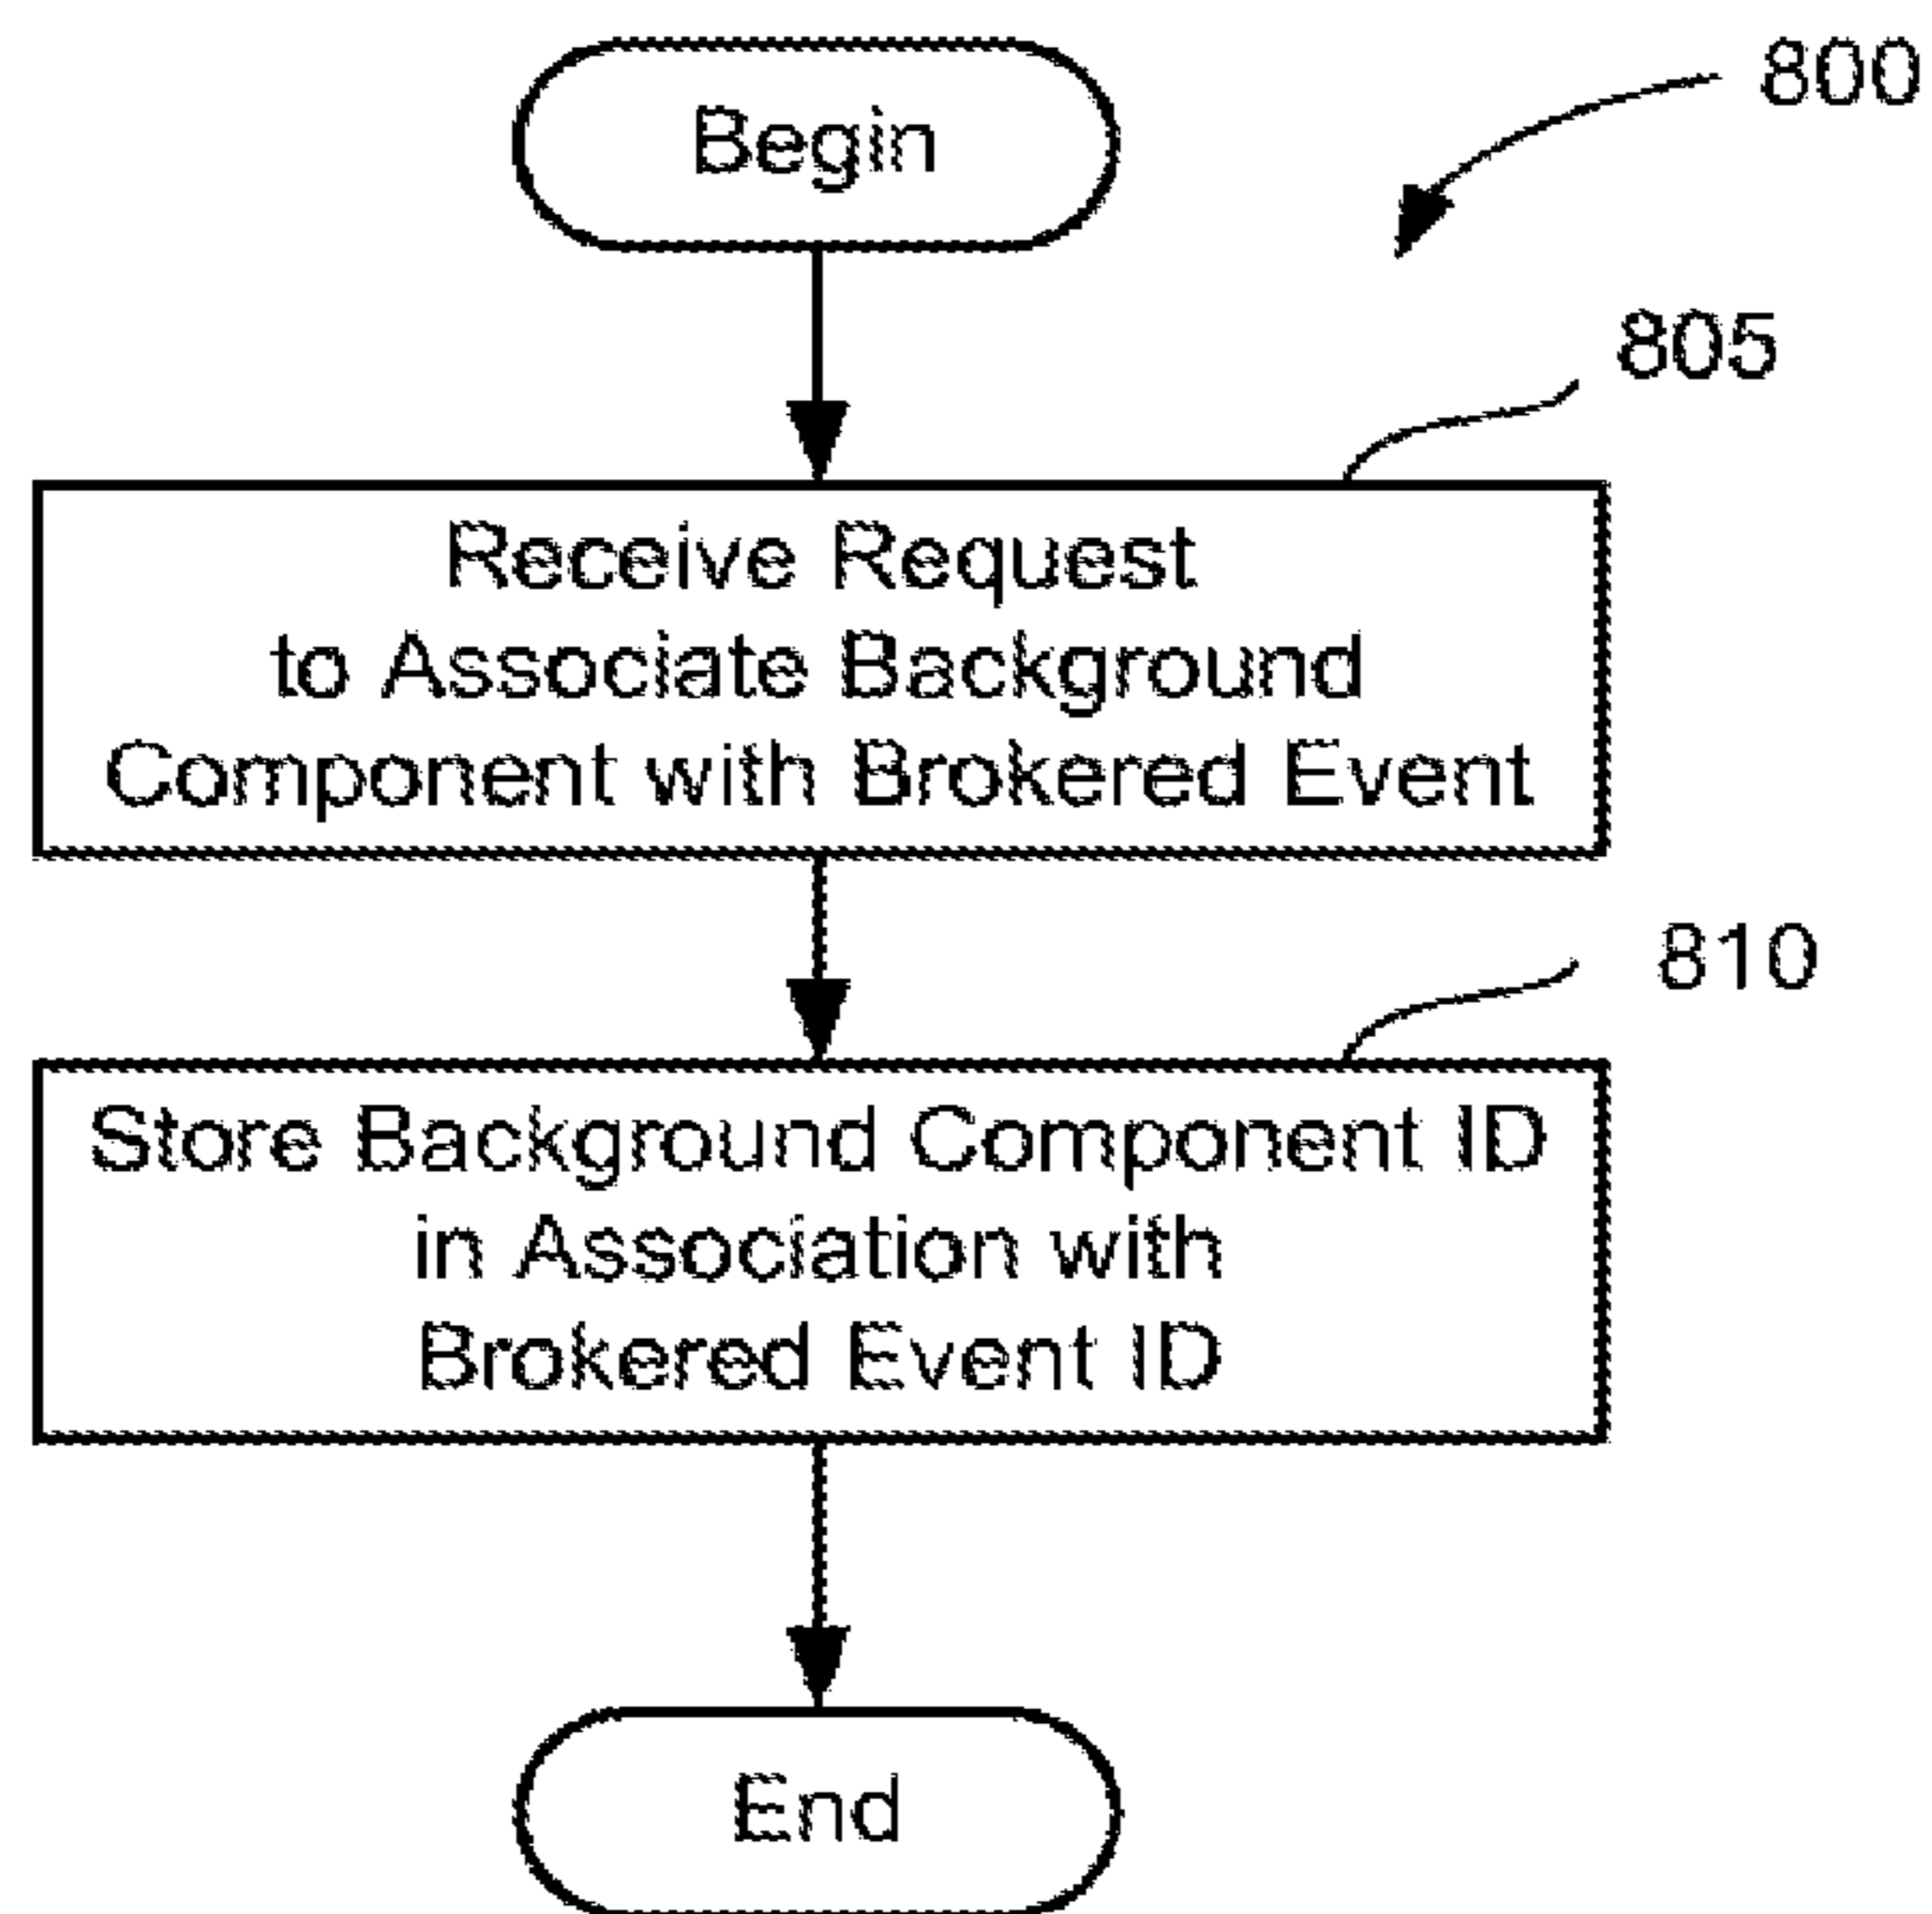 Begin
800
805
Receive Request
to Associate Background
Component with Brokered Event
810
Store Background Component ID
in Association with
Brokered Event ID
End